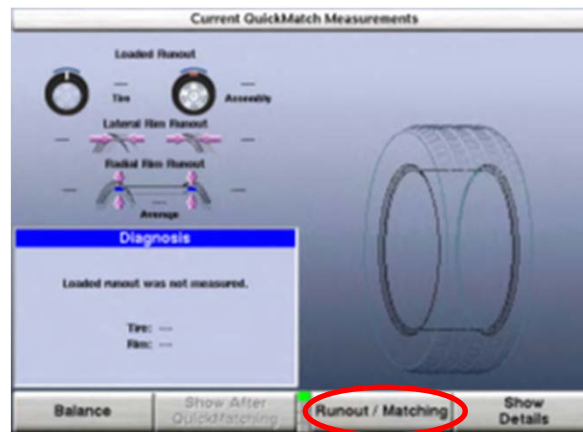 Current QuickMatch Measurements
Loaded Runout
--- ---
Tire Assembly
Lateral Rim Runout
--- ---
Radial Rim Runout
--- --- ---
Average
Diagnosis
Loaded runout was not measured.
Tire: ---
Rim: ---
Balance
Show After
QuickMatching
Runout / Matching
Show
Details